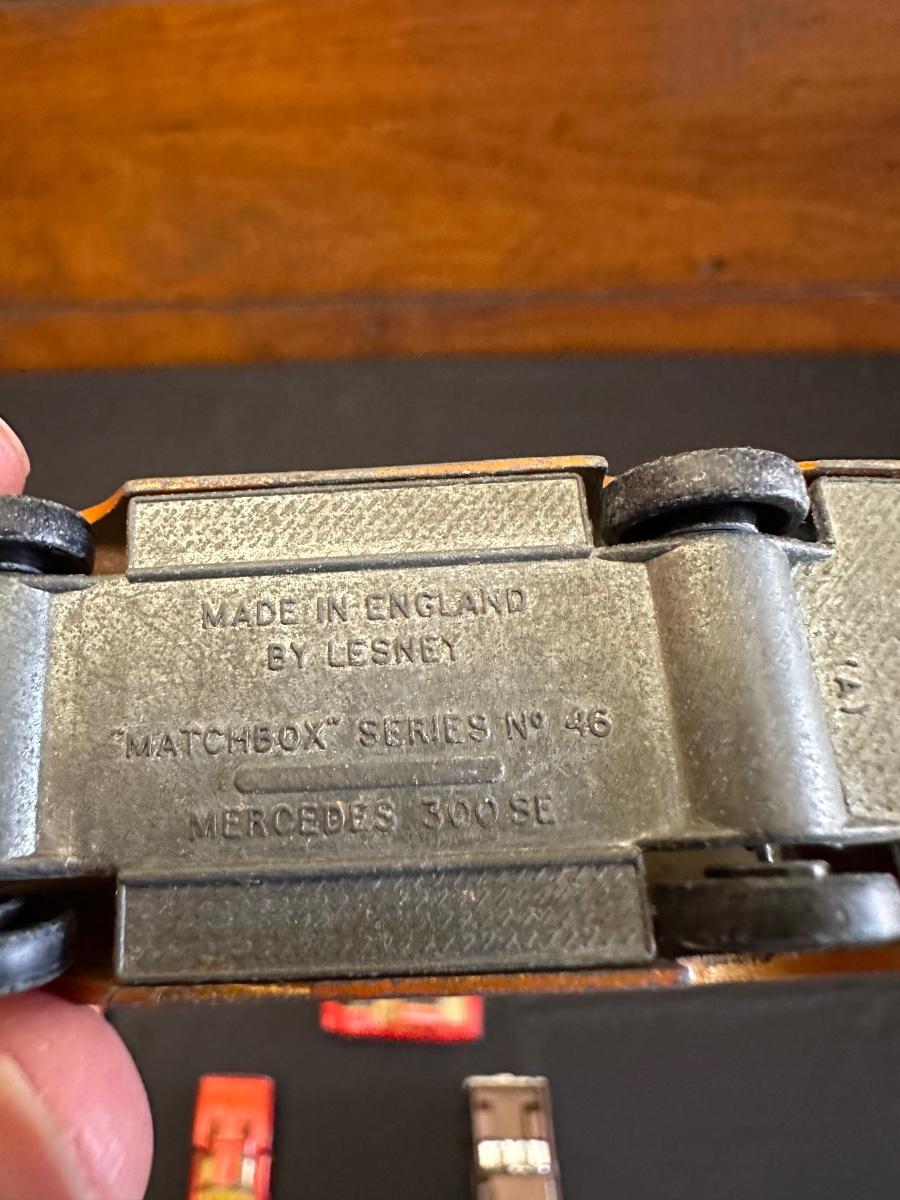 MADE IN ENGLAND
BY LESNEY
"MATCHBOX" SERIES Nº 46
MERCEDES 300 SE
(A)